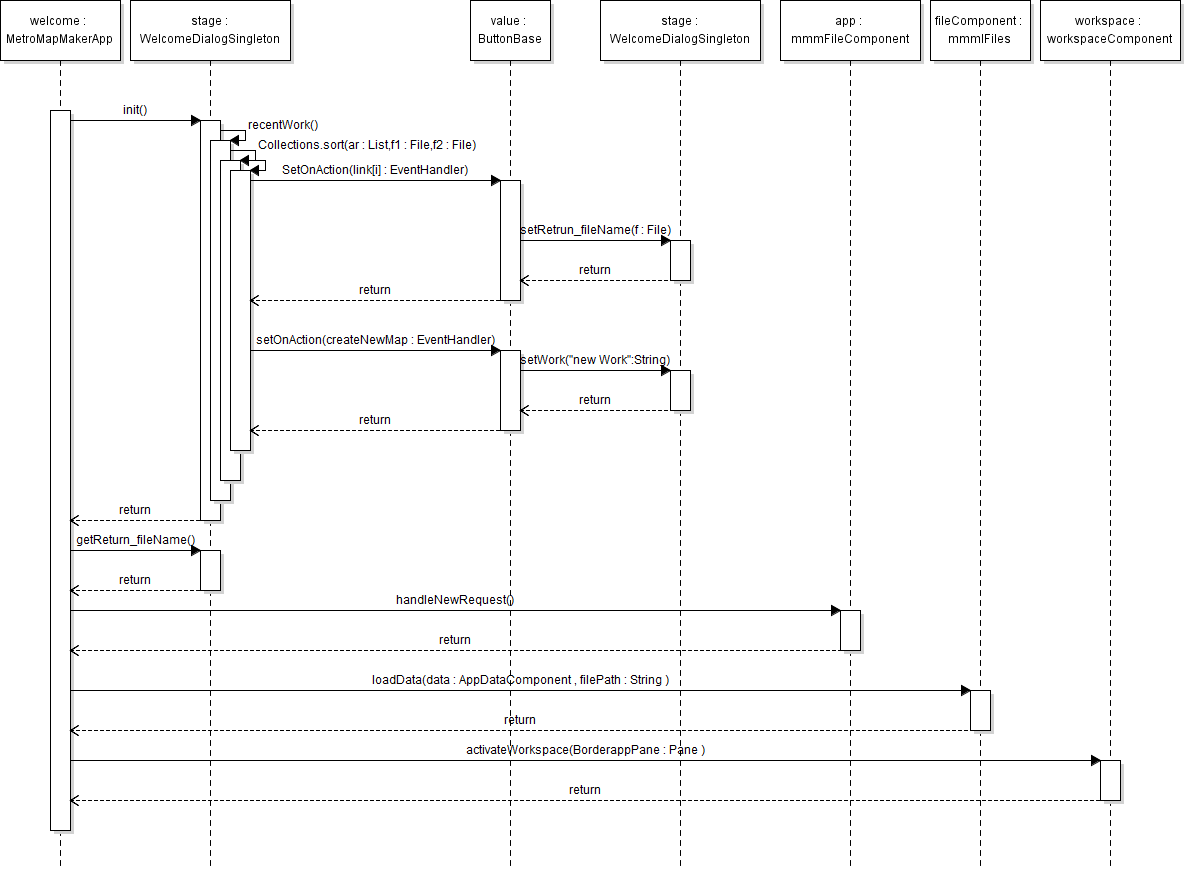 welcome :
MetroMapMakerApp
stage :
WelcomeDialogSingleton
value :
ButtonBase
stage :
WelcomeDialogSingleton
app :
mmmFileComponent
fileComponent :
mmmlFiles
workspace :
workspaceComponent
init()
recentWork()
Collections.sort(ar : List,f1 : File,f2 : File)
SetOnAction(link[i] : EventHandler)
setRetrun_fileName(f : File)
return
return
setOnAction(createNewMap : EventHandler)
setWork("new Work":String)
return
return
return
getReturn_fileName()
return
handleNewRequest()
return
loadData(data : AppDataComponent , filePath : String )
return
activateWorkspace(BorderappPane : Pane )
return